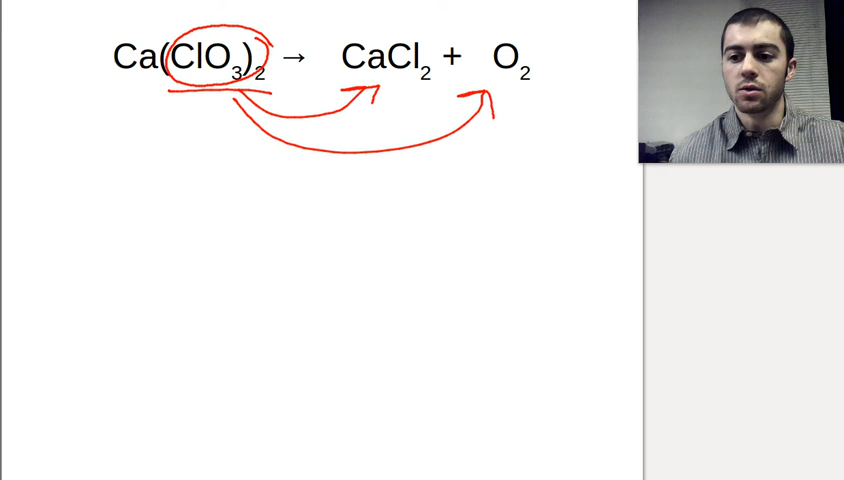 Ca(ClO₃)₂ → CaCl₂ + O₂